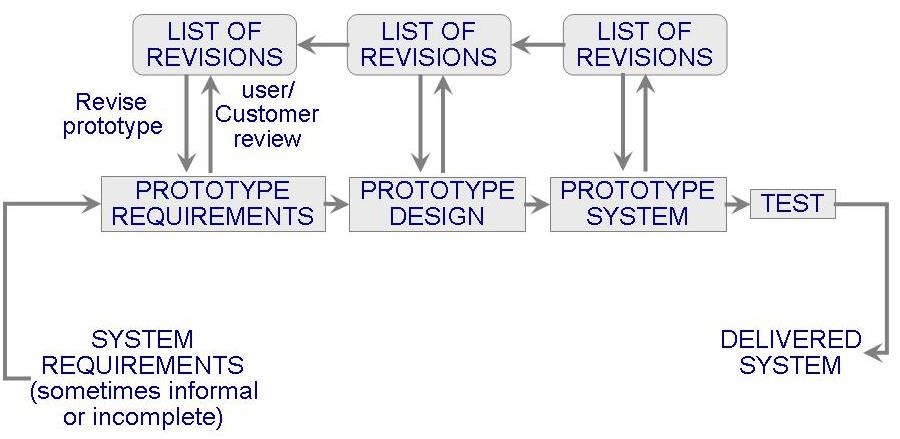 LIST OF
REVISIONS
LIST OF
REVISIONS
LIST OF
REVISIONS
Revise
prototype
user/
Customer
review
PROTOTYPE
REQUIREMENTS
PROTOTYPE
DESIGN
PROTOTYPE
SYSTEM
TEST
SYSTEM
REQUIREMENTS
(sometimes informal
or incomplete)
DELIVERED
SYSTEM